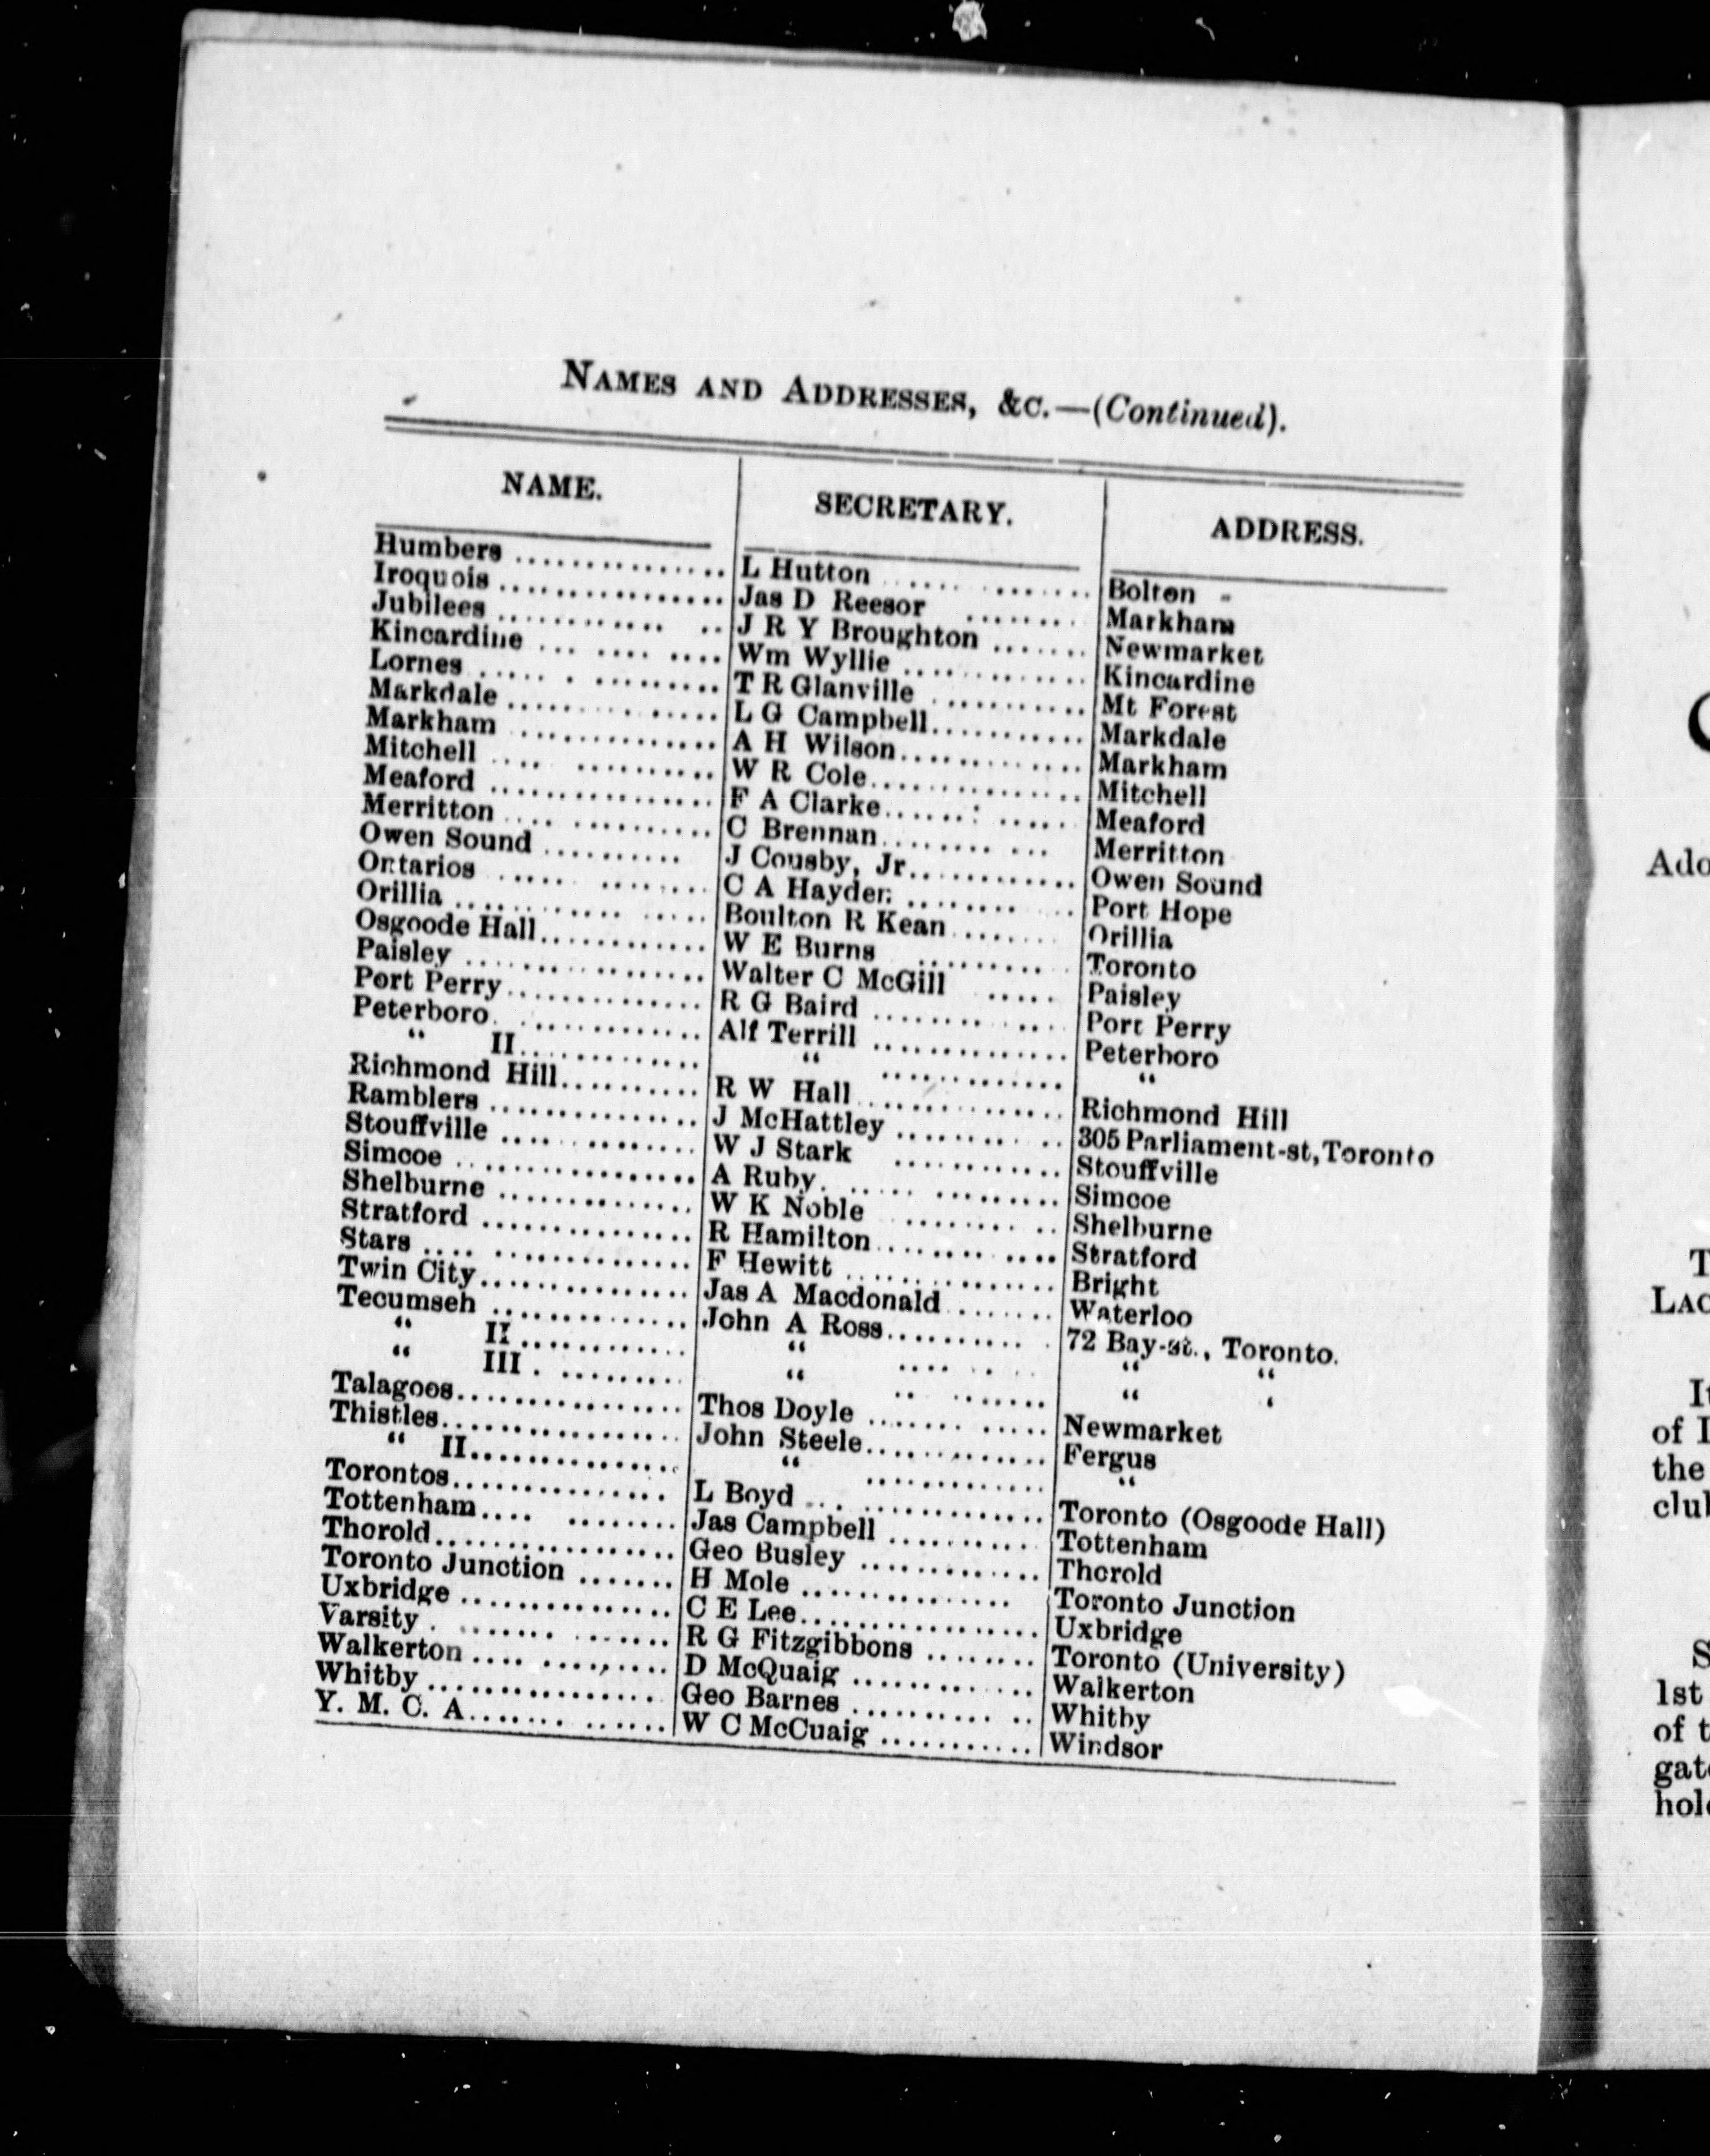 NAMES AND ADDRESSES, &C.—(Continued).
NAME. SECRETARY. ADDRESS.
Humbers ............... L Hutton ............ Bolton
Iroquois ................ Jas D Reesor ........ Markham
Jubilees ............ .. J R Y Broughton ....... Newmarket
Kincardine ... .... .... Wm Wyllie ............. Kincardine
Lornes ..... . ......... T R Glanville ........... Mt Forest
Markdale ............... L G Campbell........... Markdale
Markham ............... A H Wilson............. Markham
Mitchell .... .......... W R Cole............... Mitchell
Meaford ................ F A Clarke...... ...... Meaford
Merritton .... .......... C Brennan........ ... Merritton
Owen Sound .......... J Cousby, Jr............ Owen Sound
Ontarios ..... ........ C A Hayden ........ ... Port Hope
Orillia ............ ..... Boulton R Kean ........ Orillia
Osgoode Hall............ W E Burns .......... Toronto
Paisley ................. Walter C McGill ..... Paisley
Port Perry.............. R G Baird ........ .... Port Perry
Peterboro. ............. Alf Terrill .............. Peterboro
“ II............. “ ............. “
Richmond Hill.......... R W Hall ............... Richmond Hill
Ramblers ............... J McHattley .......... .. 305 Parliament-st, Toronto
Stouffville .... ......... W J Stark ............ Stouffville
Simcoe .................. A Ruby. ..... ......... Simcoe
Shelburne .............. W K Noble ........ .. Shelburne
Stratford ............... R Hamilton........ .... Stratford
Stars .... .............. F Hewitt ............... Bright
Twin City............... Jas A Macdonald ........ Waterloo
Tecumseh .............. John A Ross........... . 72 Bay-st., Toronto.
“ II ............ “ .... .. . “ “
“ III . ......... “ .. ....... “ “
Talagoos................ Thos Doyle ....... ..... Newmarket
Thistles................. John Steele............. Fergus
“ II............... “ ............. “
Torontos................ L Boyd ... ............. Toronto (Osgoode Hall)
Tottenham.... ........ Jas Campbell ........... Tottenham
Thorold................. Geo Busley ............. Thorold
Toronto Junction ....... H Mole ................ Toronto Junction
Uxbridge ............... C E Lee................. Uxbridge
Varsity . ....... ....... R G Fitzgibbons ........ Toronto (University)
Walkerton .... ......... D McQuaig ............. Walkerton
Whitby ................. Geo Barnes .......... .. Whitby
Y. M. C. A....... ...... W C McCuaig ........... Windsor
Ado
T
LAC
It
of
the
S
1st
of t